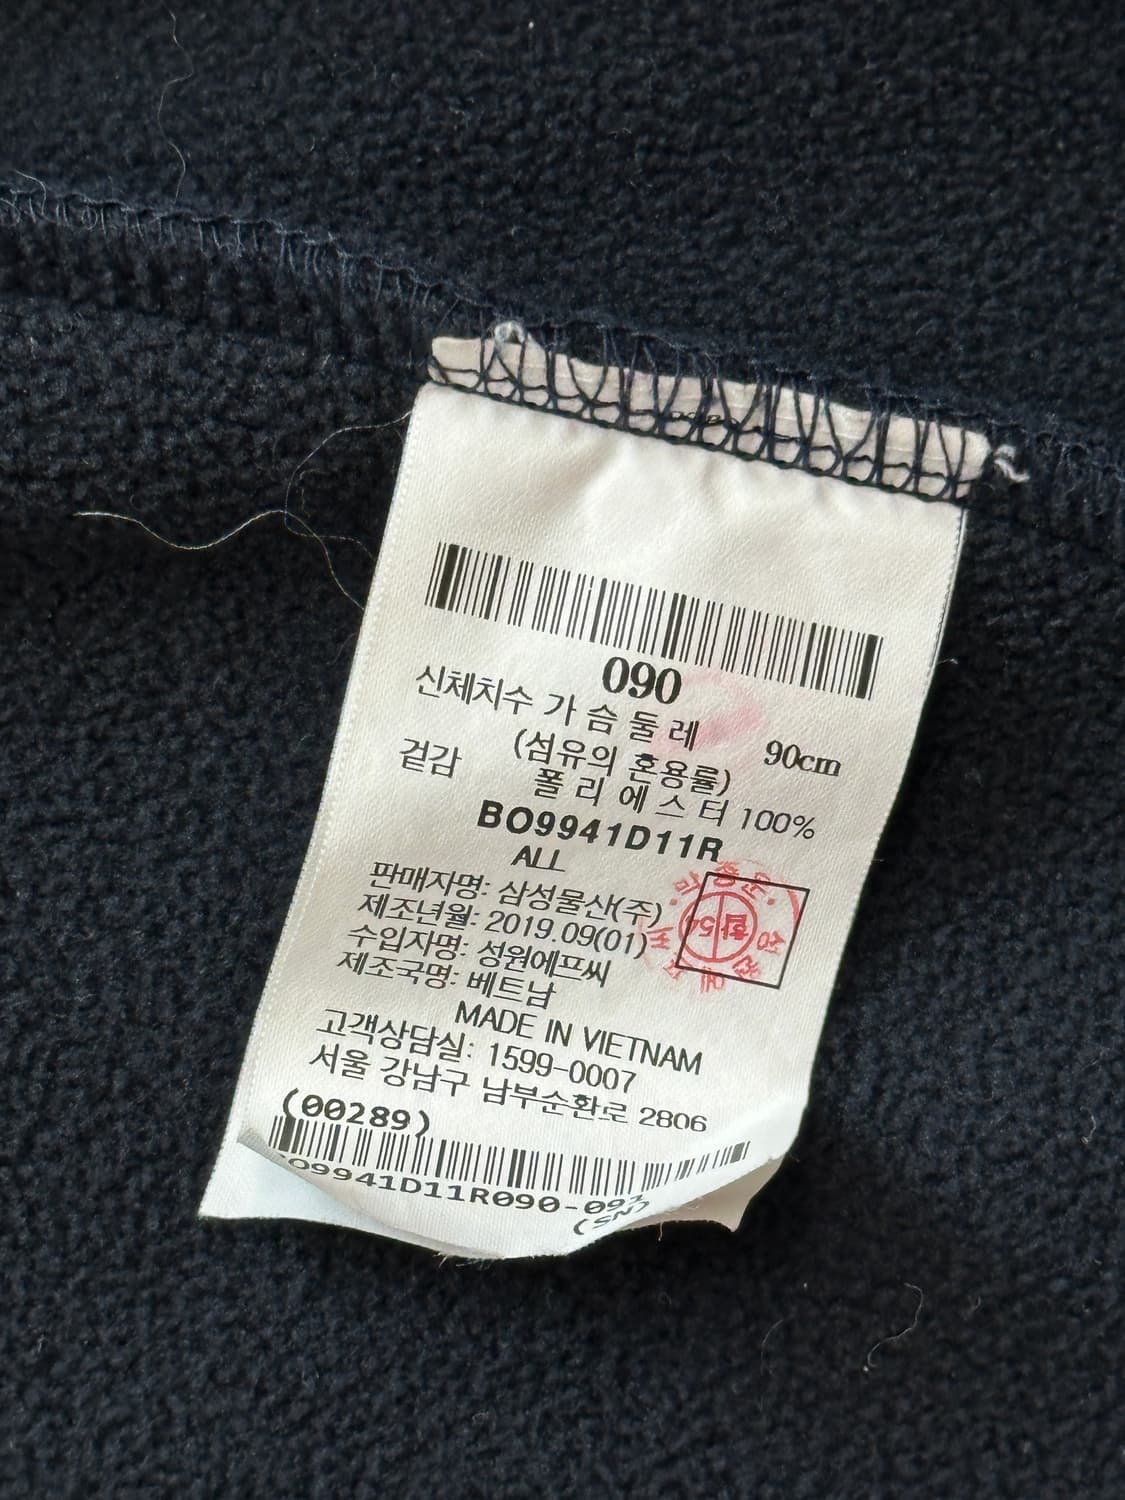 090
신체치수 가슴둘레 90cm
(섬유의 혼용률)
겉감 폴리에스터 100%
BO9941D11R
ALL
판매자명: 삼성물산(주)
제조년월: 2019.09(01)
수입자명: 성원에프씨
제조국명: 베트남
MADE IN VIETNAM
고객상담실: 1599-0007
서울 강남구 남부순환로 2806
(00289)
O9941D11R090-09
(SN)
합 54